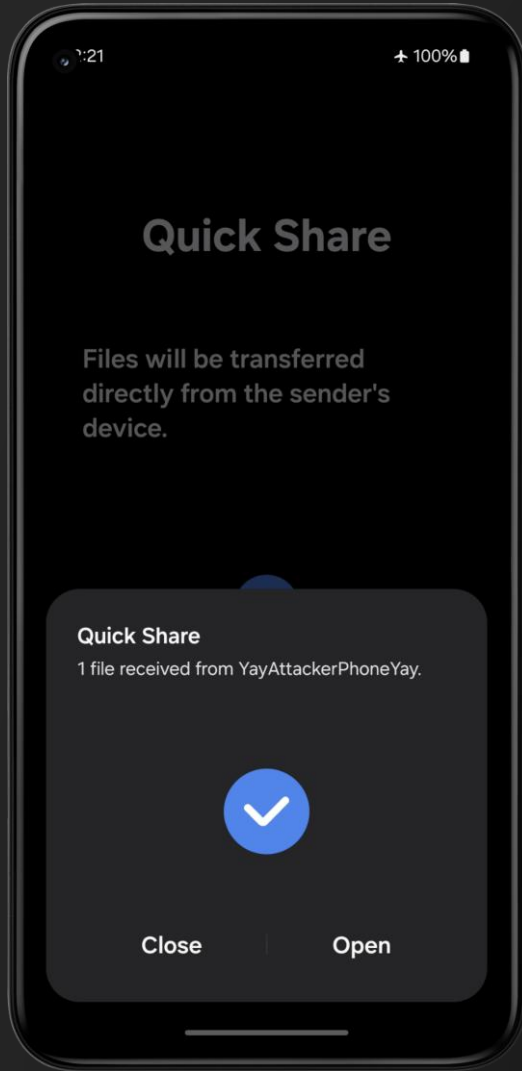 :21
100%
Quick Share
Files will be transferred
directly from the sender's
device.
Quick Share
1 file received from YayAttackerPhoneYay.
Close
Open